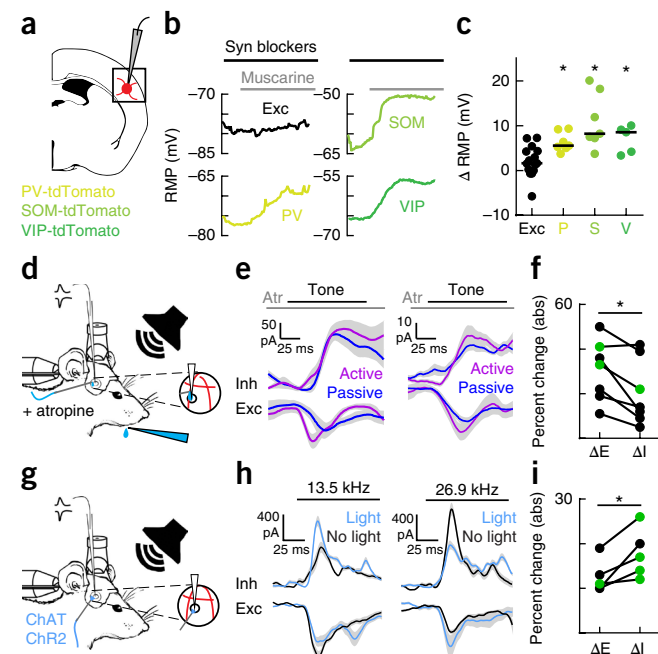 a
PV-tdTomato
SOM-tdTomato
VIP-tdTomato
b
Syn blockers
Muscarine
RMP (mV)
–70
–85
Exc
–50
–65
SOM
–65
–80
PV
–70
VIP
c
Δ RMP (mV)
20
10
0
–10
* * *
Exc P S V
d
+ atropine
e
Atr Tone
50 pA
25 ms
Inh
Exc
Active
Passive
Atr Tone
10 pA
25 ms
f
Percent change (abs)
60
*
ΔE ΔI
g
ChAT
ChR2
h
13.5 kHz
400 pA
25 ms
Light
No light
Inh
Exc
26.9 kHz
400 pA
25 ms
Light
No light
i
Percent change (abs)
30
0
*
ΔE ΔI